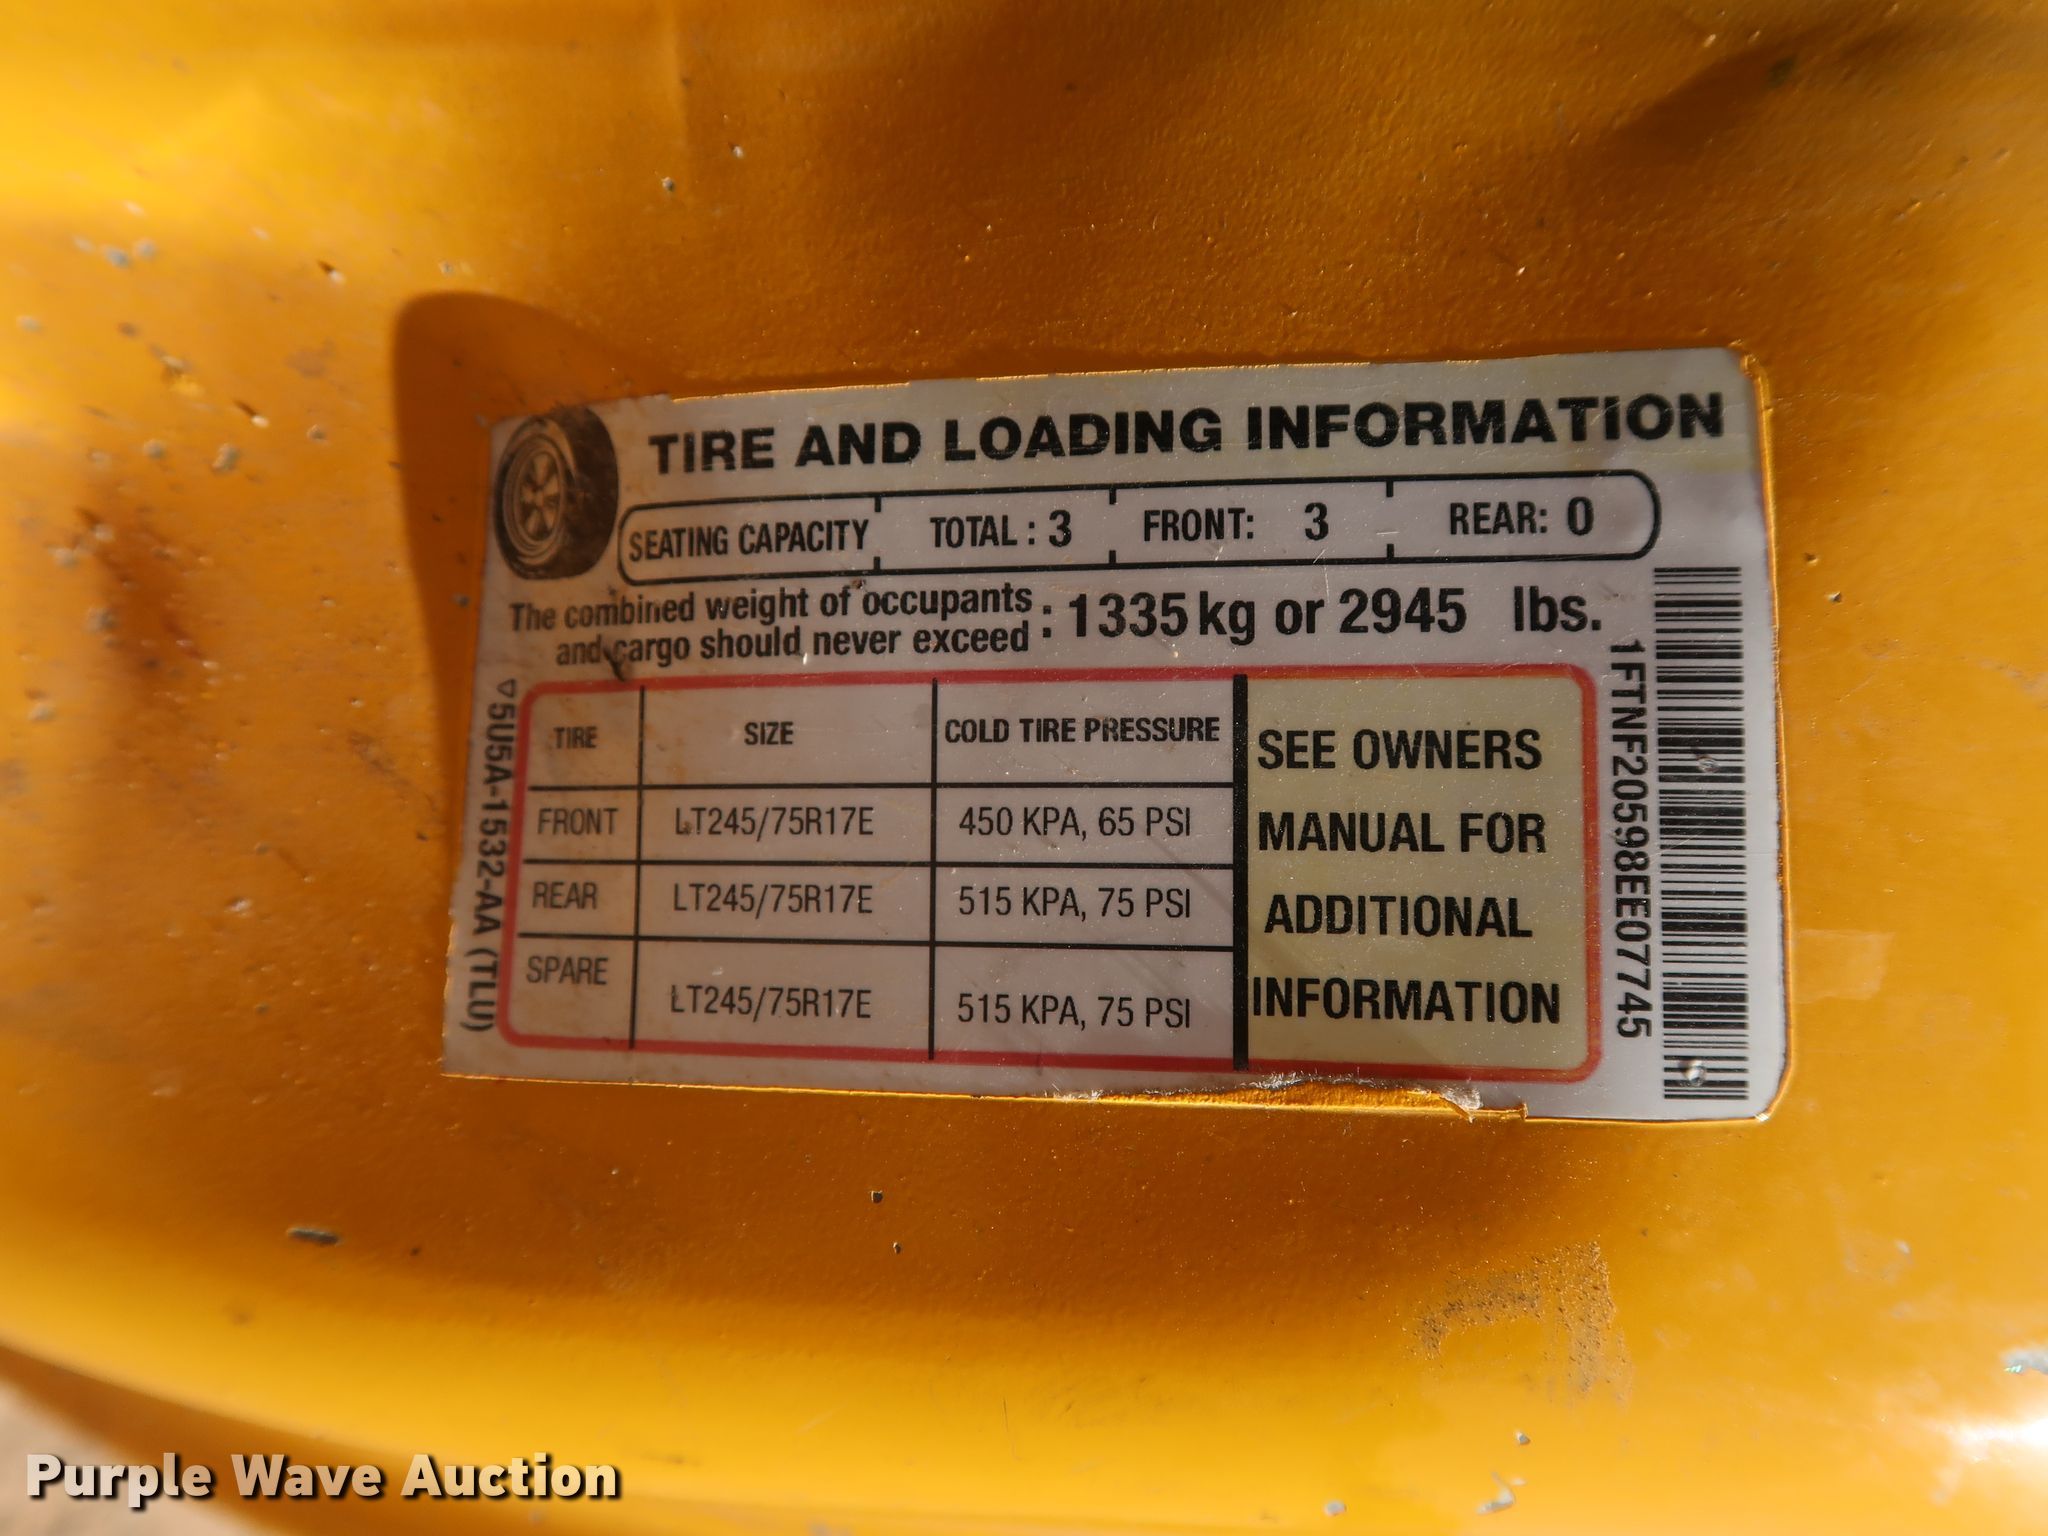 TIRE AND LOADING INFORMATION
SEATING CAPACITY TOTAL : 3 FRONT: 3 REAR: 0
The combined weight of occupants
and cargo should never exceed : 1335 kg or 2945 lbs.
TIRE SIZE COLD TIRE PRESSURE
FRONT LT245/75R17E 450 KPA, 65 PSI
REAR LT245/75R17E 515 KPA, 75 PSI
SPARE LT245/75R17E 515 KPA, 75 PSI
SEE OWNERS
MANUAL FOR
ADDITIONAL
INFORMATION
5U5A-1532-AA (TLU)
1FTNF20598EE07745
Purple Wave Auction